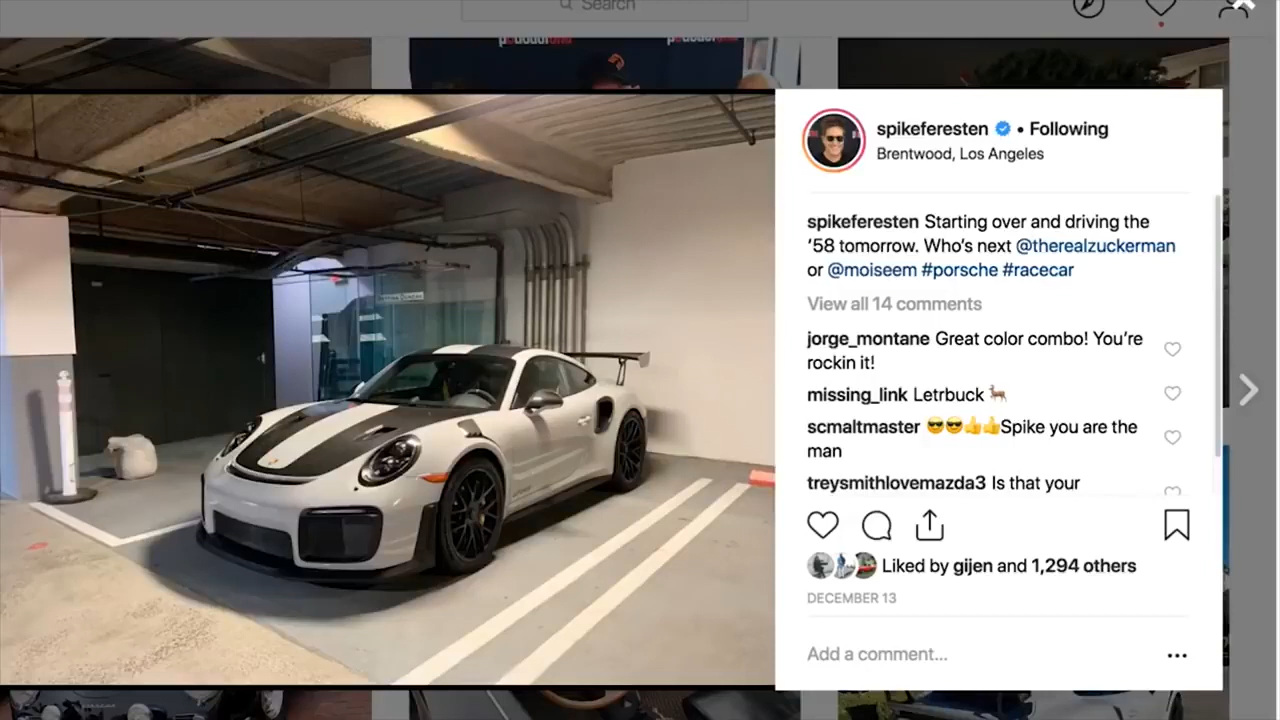 Search
spikeferesten • Following
Brentwood, Los Angeles
spikeferesten Starting over and driving the
'58 tomorrow. Who's next @therealzuckerman
or @moiseem #porsche #racecar
View all 14 comments
jorge_montane Great color combo! You're
rockin it!
missing_link Letrbuck 🦌
scmaltmaster 😎😎👍👍Spike you are the
man
treysmithlovemazda3 Is that your
Liked by gijen and 1,294 others
DECEMBER 13
Add a comment...